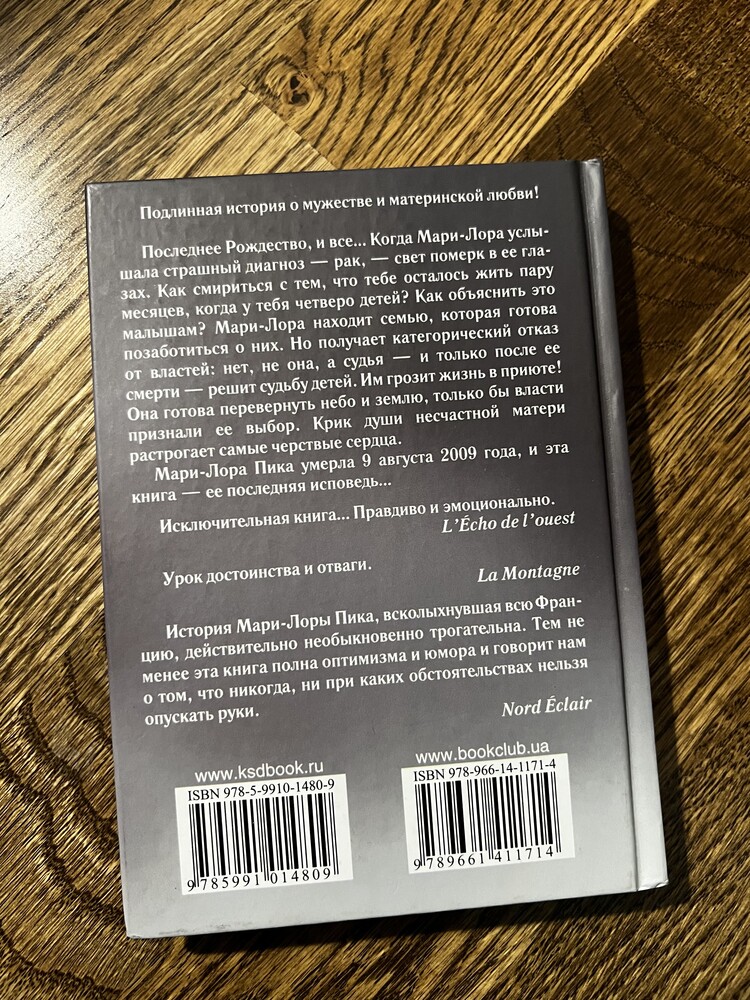 Подлинная история о мужестве и материнской любви!
Последнее Рождество, и все... Когда Мари-Лора услы-
шала страшный диагноз — рак, — свет померк в ее гла-
зах. Как смириться с тем, что тебе осталось жить пару
месяцев, когда у тебя четверо детей? Как объяснить это
малышам? Мари-Лора находит семью, которая готова
позаботиться о них. Но получает категорический отказ
от властей: нет, не она, а судья — и только после ее
смерти — решит судьбу детей. Им грозит жизнь в приюте!
Она готова перевернуть небо и землю, только бы власти
признали ее выбор. Крик души несчастной матери
растрогает самые черствые сердца.
Мари-Лора Пика умерла 9 августа 2009 года, и эта
книга — ее последняя исповедь...
Исключительная книга... Правдиво и эмоционально.
L'Écho de l'ouest
Урок достоинства и отваги.
La Montagne
История Мари-Лоры Пика, всколыхнувшая всю Фран-
цию, действительно необыкновенно трогательна. Тем не
менее эта книга полна оптимизма и юмора и говорит нам
о том, что никогда, ни при каких обстоятельствах нельзя
опускать руки.
Nord Éclair
www.ksdbook.ru
ISBN 978-5-9910-1480-9
9 785991 014809
www.bookclub.ua
ISBN 978-966-14-1171-4
9 789661 411714